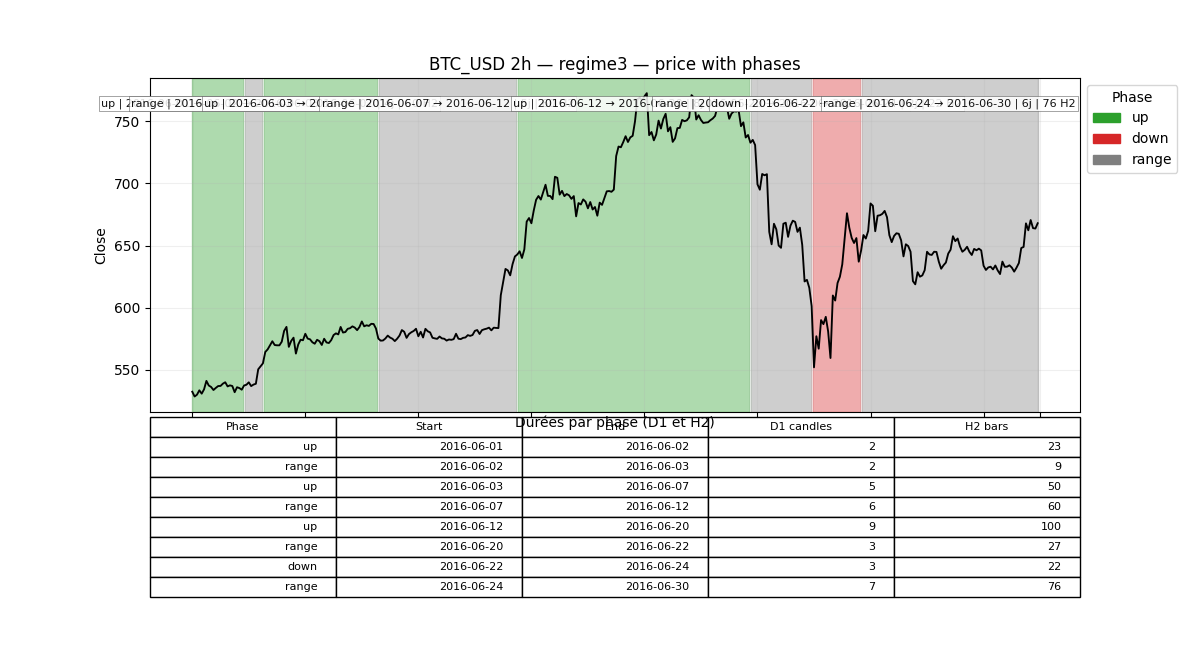 BTC_USD 2h — regime3 — price with phases
up | 2
range | 2016
up | 2016-06-03 → 20
range | 2016-06-07 → 2016-06-12
up | 2016-06-12 → 2016-
range | 20
down | 2016-06-22
range | 2016-06-24 → 2016-06-30 | 6j | 76 H2
Phase
up
down
range
Close
750
700
650
600
550
Durées par phase (D1 et H2)
Phase Start End D1 candles H2 bars
up 2016-06-01 2016-06-02 2 23
range 2016-06-02 2016-06-03 2 9
up 2016-06-03 2016-06-07 5 50
range 2016-06-07 2016-06-12 6 60
up 2016-06-12 2016-06-20 9 100
range 2016-06-20 2016-06-22 3 27
down 2016-06-22 2016-06-24 3 22
range 2016-06-24 2016-06-30 7 76